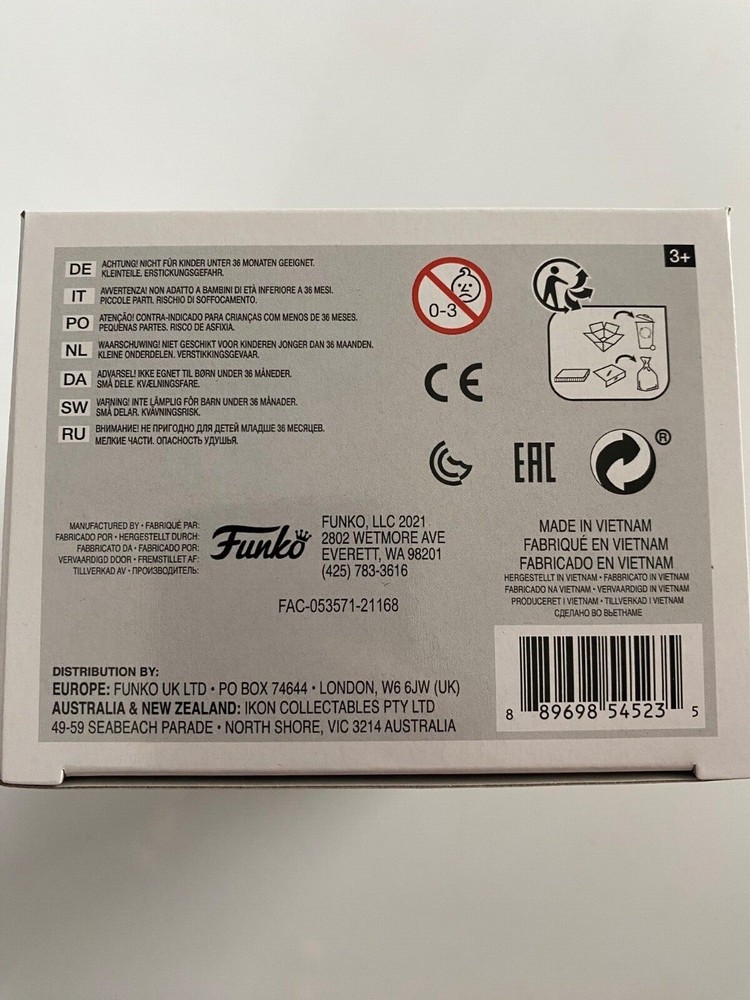 3+
DE ACHTUNG! NICHT FÜR KINDER UNTER 36 MONATEN GEEIGNET.
KLEINTEILE. ERSTICKUNGSGEFAHR.
IT AVVERTENZA! NON ADATTO A BAMBINI DI ETÀ INFERIORE A 36 MESI.
PICCOLE PARTI. RISCHIO DI SOFFOCAMENTO.
PO ATENÇÃO! CONTRA-INDICADO PARA CRIANÇAS COM MENOS DE 36 MESES.
PEQUENAS PARTES. RISCO DE ASFIXIA.
NL WAARSCHUWING! NIET GESCHIKT VOOR KINDEREN JONGER DAN 36 MAANDEN.
KLEINE ONDERDELEN. VERSTIKKINGSGEVAAR.
DA ADVARSEL! IKKE EGNET TIL BØRN UNDER 36 MÅNEDER.
SMÅ DELE. KVÆLNINGSFARE.
SW VARNING! INTE LÄMPLIG FÖR BARN UNDER 36 MÅNADER.
SMÅ DELAR. KVÄVNINGSRISK.
RU ВНИМАНИЕ! НЕ ПРИГОДНО ДЛЯ ДЕТЕЙ МЛАДШЕ 36 МЕСЯЦЕВ.
МЕЛКИЕ ЧАСТИ. ОПАСНОСТЬ УДУШЬЯ.
0-3
CE
EAC
®
MANUFACTURED BY • FABRIQUÉ PAR:
FABRICADO POR • HERGESTELLT DURCH:
FABBRICATO DA • FABRICADO POR:
VERVAARDIGD DOOR • FREMSTILLET AF:
TILLVERKAD AV • ПРОИЗВОДИТЕЛЬ:
Funko
FUNKO, LLC 2021
2802 WETMORE AVE
EVERETT, WA 98201
(425) 783-3616
FAC-053571-21168
MADE IN VIETNAM
FABRIQUÉ EN VIETNAM
FABRICADO EN VIETNAM
HERGESTELLT IN VIETNAM • FABBRICATO IN VIETNAM
FABRICADO NA VIETNAM • VERVAARDIGD IN VIETNAM
PRODUCERET I VIETNAM • TILLVERKAD I VIETNAM
СДЕЛАНО ВО ВЬЕТНАМЕ
DISTRIBUTION BY:
EUROPE: FUNKO UK LTD • PO BOX 74644 • LONDON, W6 6JW (UK)
AUSTRALIA & NEW ZEALAND: IKON COLLECTABLES PTY LTD
49-59 SEABEACH PARADE • NORTH SHORE, VIC 3214 AUSTRALIA
8 89698 54523 5